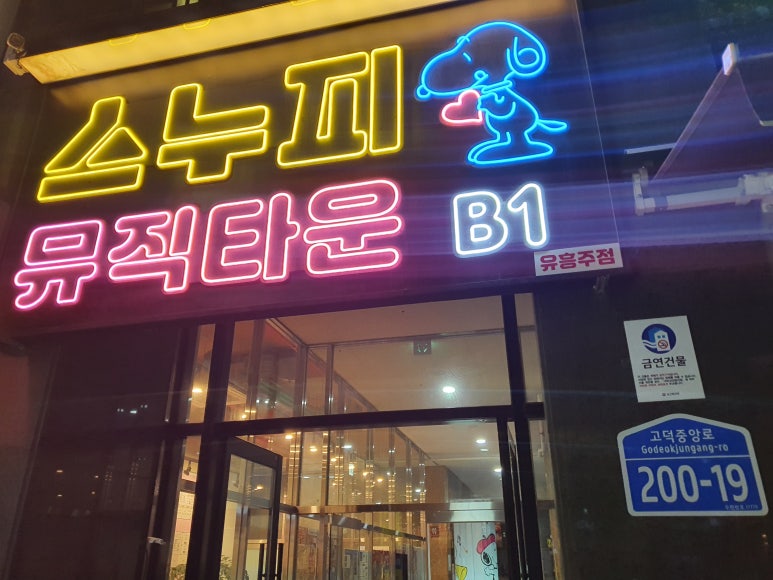 스누피
뮤직타운 B1
유흥주점
금연건물
고덕중앙로
Godeokjungang-ro
200-19